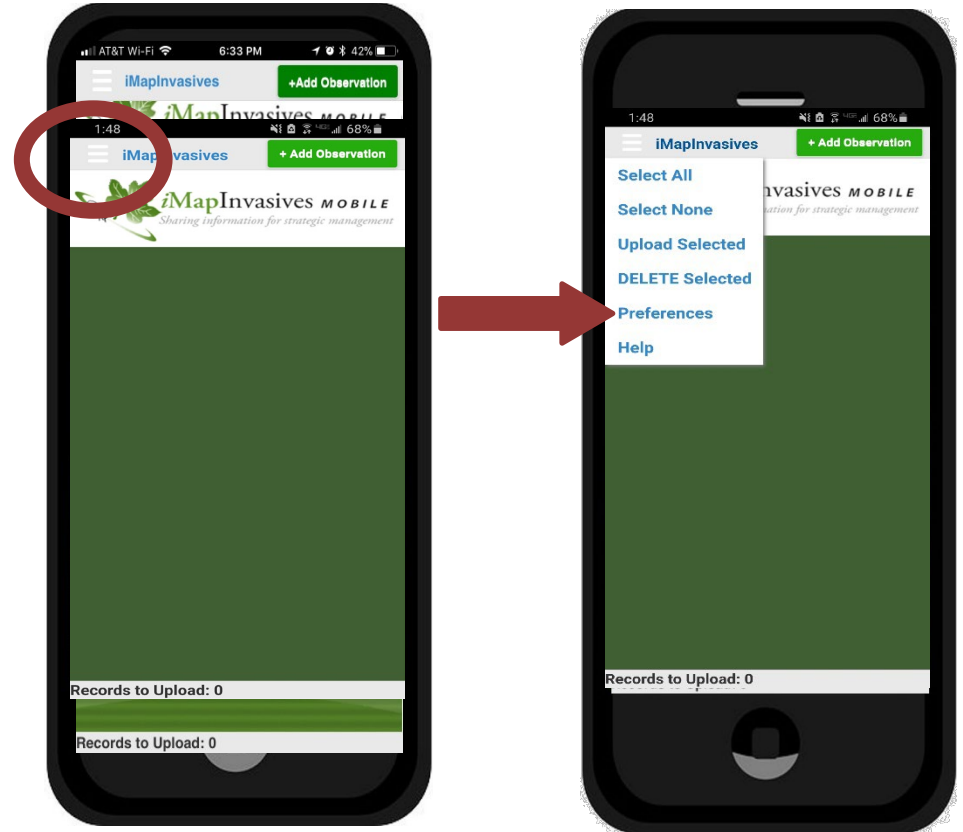 AT&T Wi-Fi 6:33 PM 42%
iMapInvasives +Add Observation
iMapInvasives MOBILE
1:48 68%
iMapInvasives + Add Observation
iMapInvasives MOBILE
Sharing information for strategic management
Records to Upload: 0
Records to Upload: 0
1:48 68%
iMapInvasives + Add Observation
Select All
nvasives MOBILE
Select None
ation for strategic management
Upload Selected
DELETE Selected
Preferences
Help
Records to Upload: 0